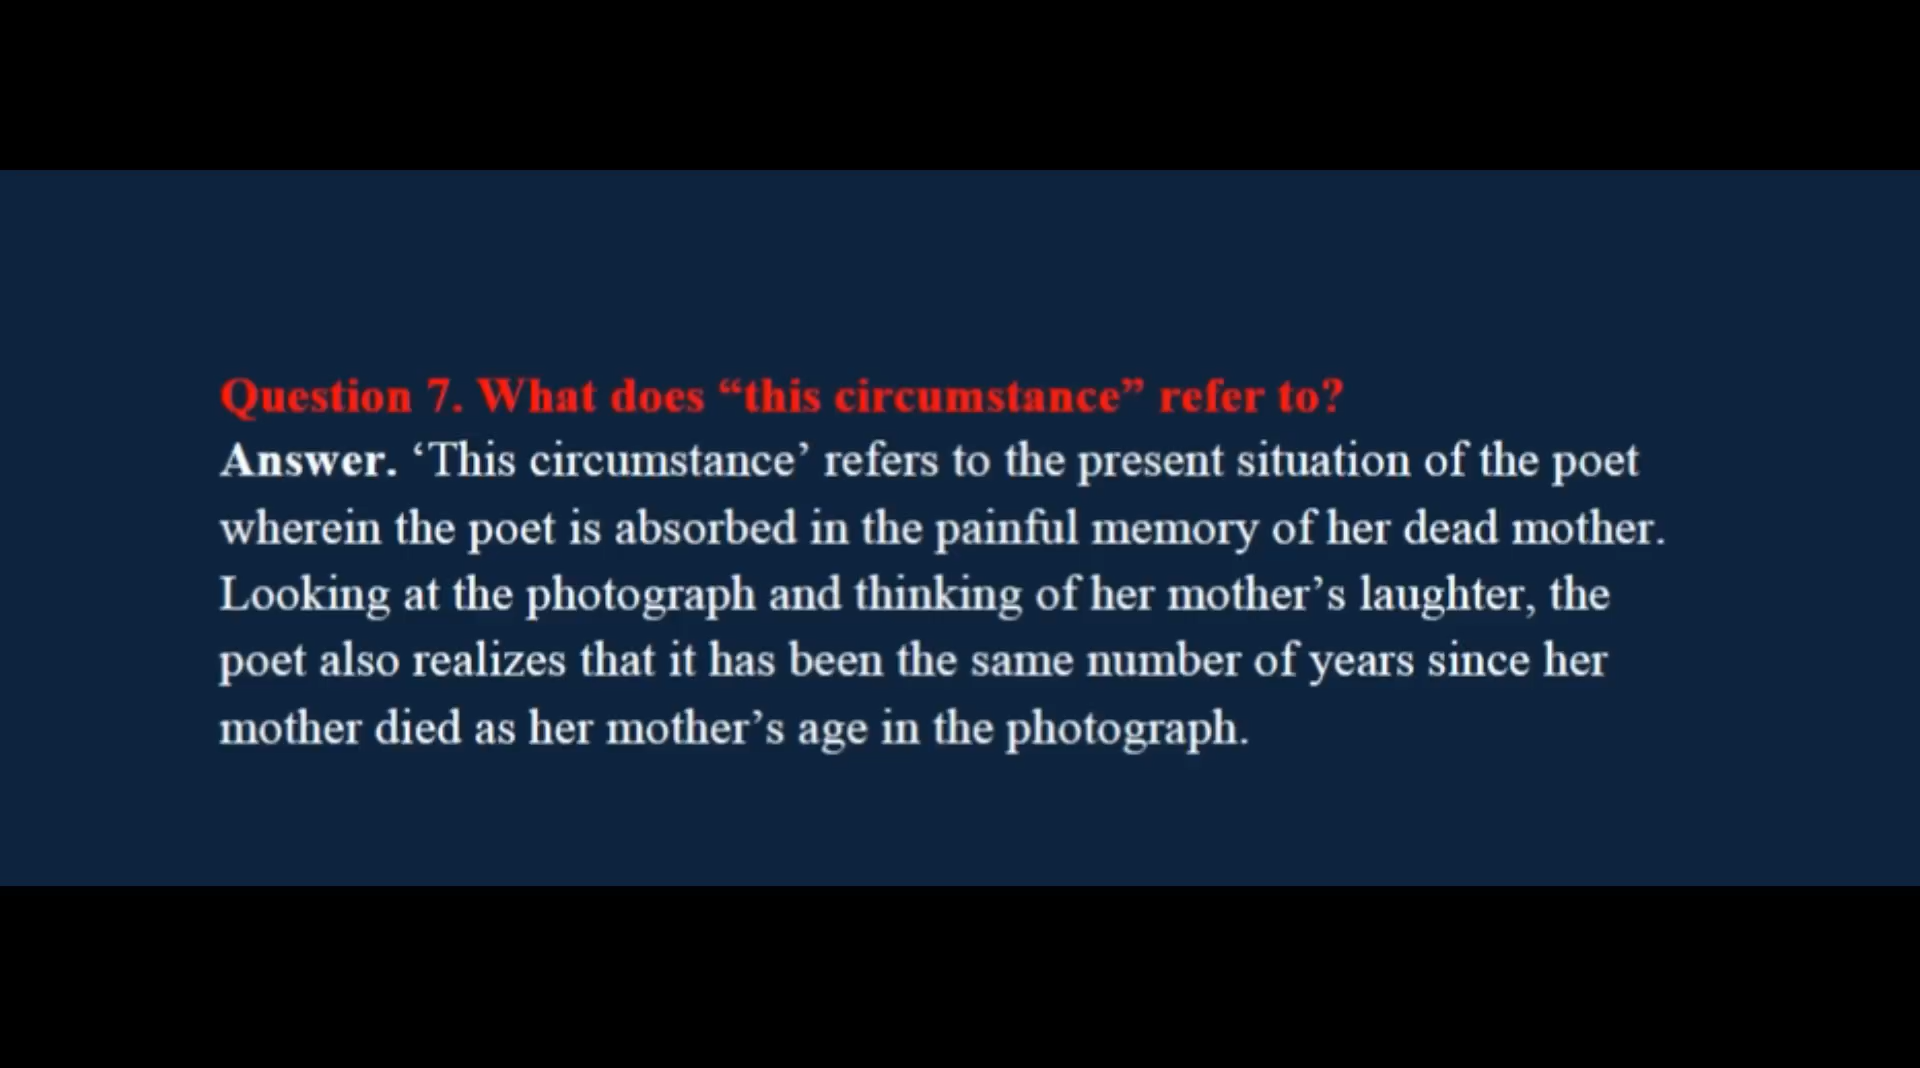 Question 7. What does “this circumstance” refer to?
Answer. ‘This circumstance’ refers to the present situation of the poet
wherein the poet is absorbed in the painful memory of her dead mother.
Looking at the photograph and thinking of her mother’s laughter, the
poet also realizes that it has been the same number of years since her
mother died as her mother’s age in the photograph.